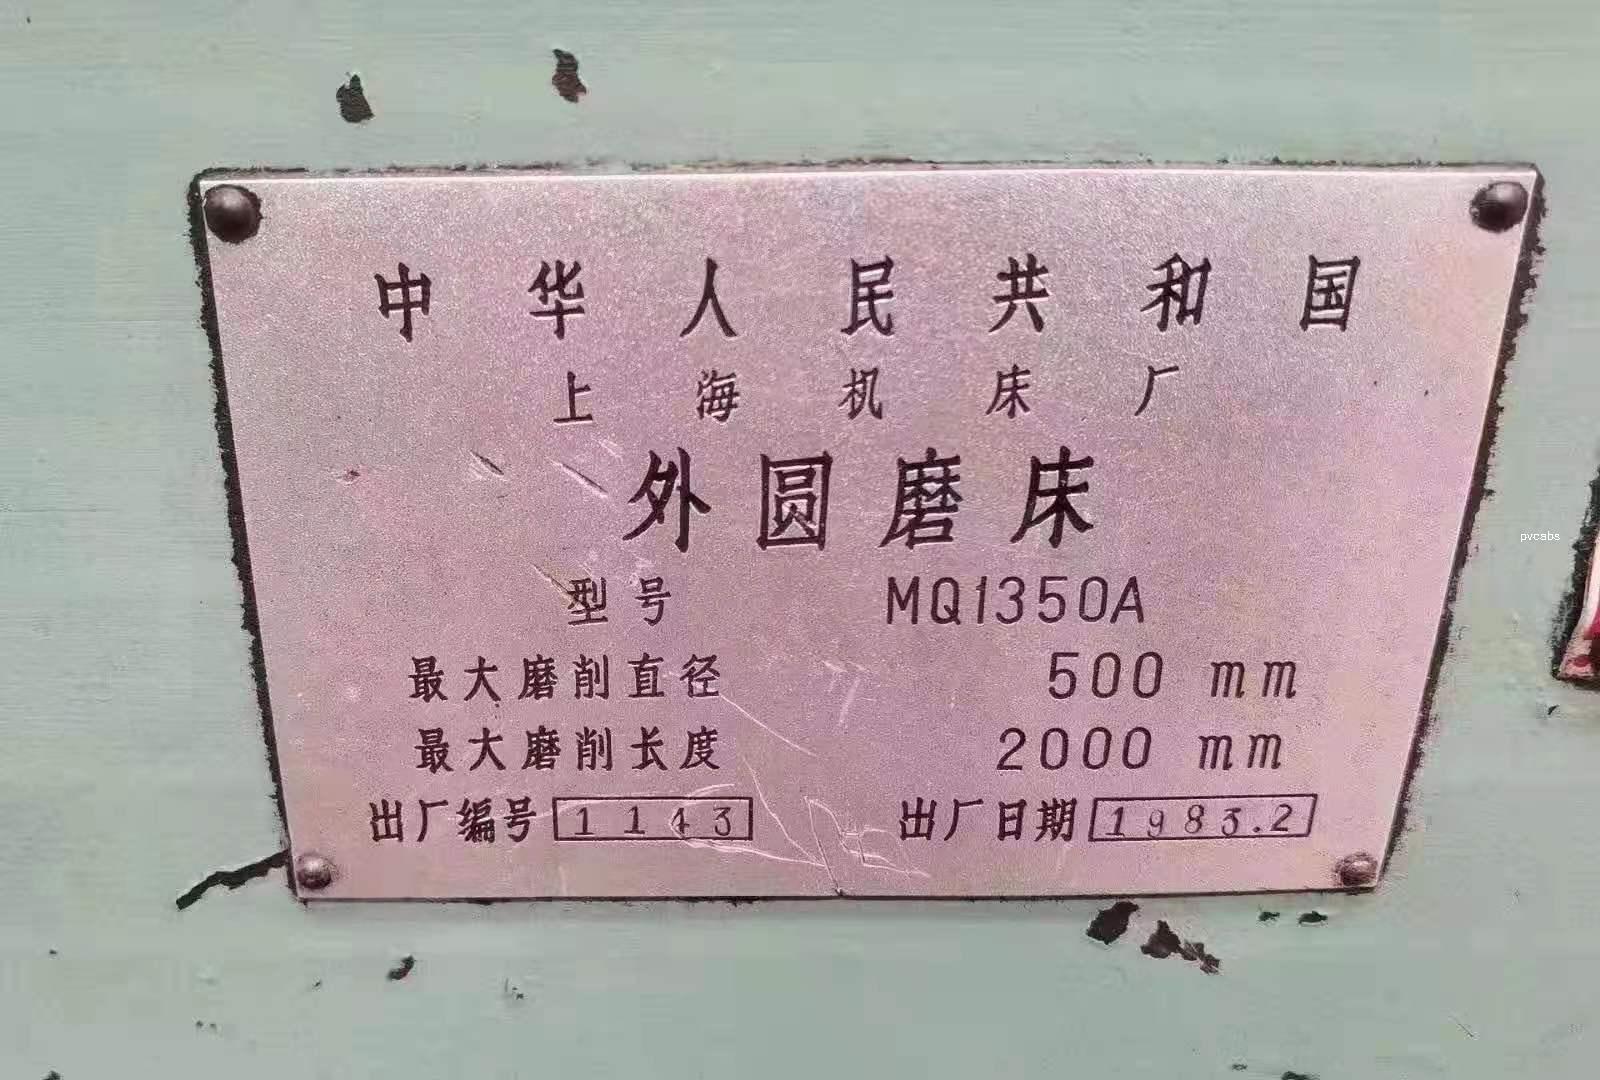 中华人民共和国
上海机床厂
外圆磨床
型号 MQ1350A
最大磨削直径 500 mm
最大磨削长度 2000 mm
出厂编号 1143 出厂日期 1983.2
pvcabs